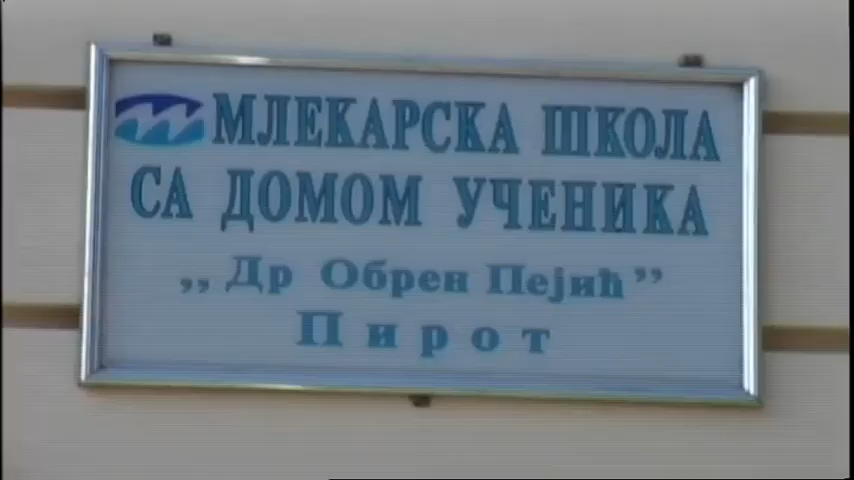 МЛЕКАРСКА ШКОЛА
СА ДОМОМ УЧЕНИКА
,,Др Обрен Пејић”
Пирот